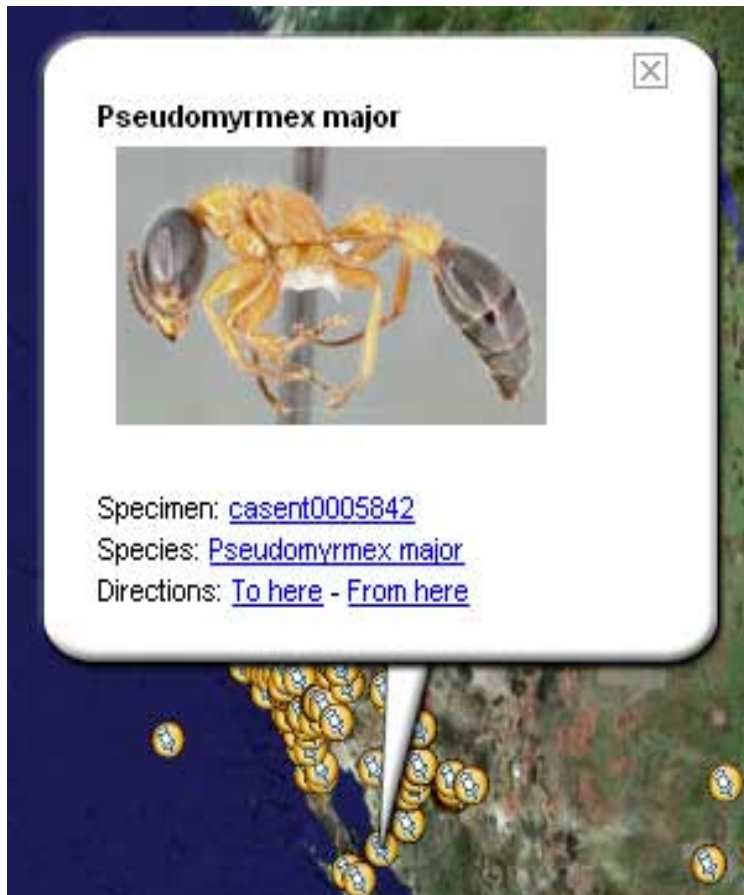 Pseudomyrmex major
Specimen: casent0005842
Species: Pseudomyrmex major
Directions: To here - From here